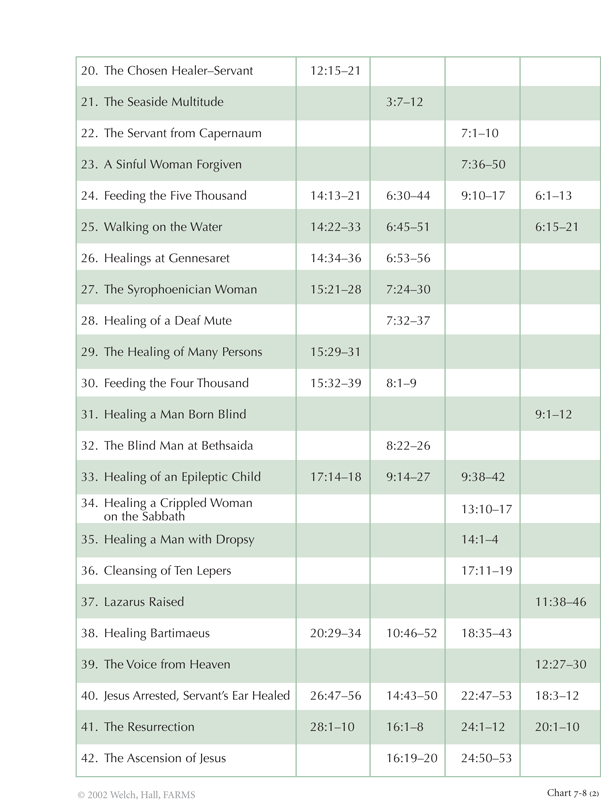 20. The Chosen Healer–Servant 12:15–21
21. The Seaside Multitude 3:7–12
22. The Servant from Capernaum 7:1–10
23. A Sinful Woman Forgiven 7:36–50
24. Feeding the Five Thousand 14:13–21 6:30–44 9:10–17 6:1–13
25. Walking on the Water 14:22–33 6:45–51 6:15–21
26. Healings at Gennesaret 14:34–36 6:53–56
27. The Syrophoenician Woman 15:21–28 7:24–30
28. Healing of a Deaf Mute 7:32–37
29. The Healing of Many Persons 15:29–31
30. Feeding the Four Thousand 15:32–39 8:1–9
31. Healing a Man Born Blind 9:1–12
32. The Blind Man at Bethsaida 8:22–26
33. Healing of an Epileptic Child 17:14–18 9:14–27 9:38–42
34. Healing a Crippled Woman
on the Sabbath 13:10–17
35. Healing a Man with Dropsy 14:1–4
36. Cleansing of Ten Lepers 17:11–19
37. Lazarus Raised 11:38–46
38. Healing Bartimaeus 20:29–34 10:46–52 18:35–43
39. The Voice from Heaven 12:27–30
40. Jesus Arrested, Servant’s Ear Healed 26:47–56 14:43–50 22:47–53 18:3–12
41. The Resurrection 28:1–10 16:1–8 24:1–12 20:1–10
42. The Ascension of Jesus 16:19–20 24:50–53
© 2002 Welch, Hall, FARMS Chart 7-8 (2)